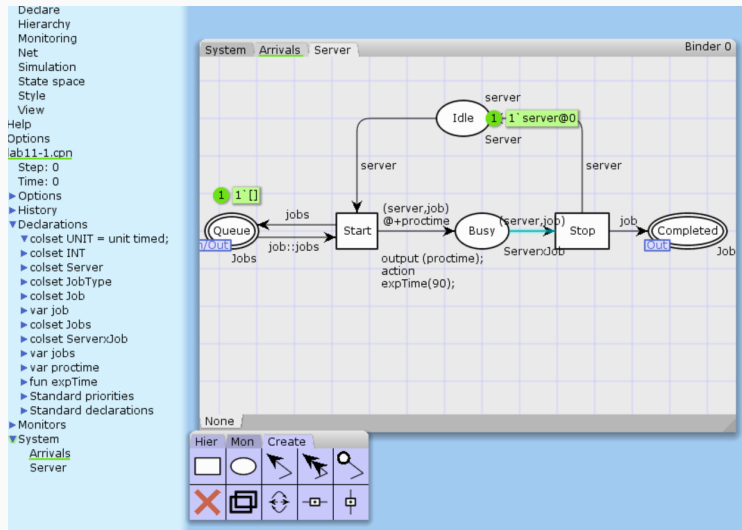 Declare
Hierarchy
Monitoring
Net
Simulation
State space
Style
View
Help
Options
lab11-1.cpn
Step: 0
Time: 0
Options
History
Declarations
colset UNIT = unit timed;
colset INT
colset Server
colset JobType
colset Job
var job
colset Jobs
colset ServerxJob
var jobs
var proctime
fun expTime
Standard priorities
Standard declarations
Monitors
System
Arrivals
Server
System Arrivals Server Binder 0
server
Idle 1 1`server@0
Server
server server
1 1`[]
Queue jobs Start (server,job) Busy (server,job) Stop job Completed
@+proctime
n/Out job::jobs Out
Jobs output (proctime); ServerxJob Job
action
expTime(90);
None
Hier Mon Create